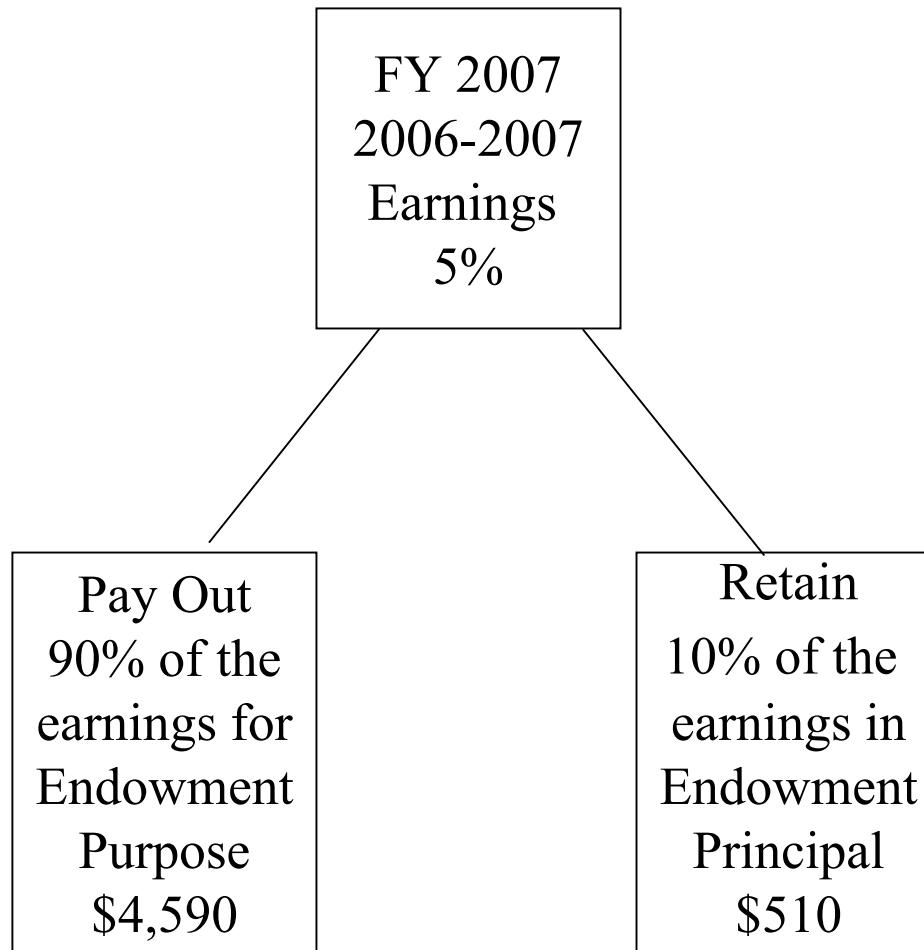 FY 2007
2006-2007
Earnings
5%
Pay Out
90% of the
earnings for
Endowment
Purpose
$4,590
Retain
10% of the
earnings in
Endowment
Principal
$510